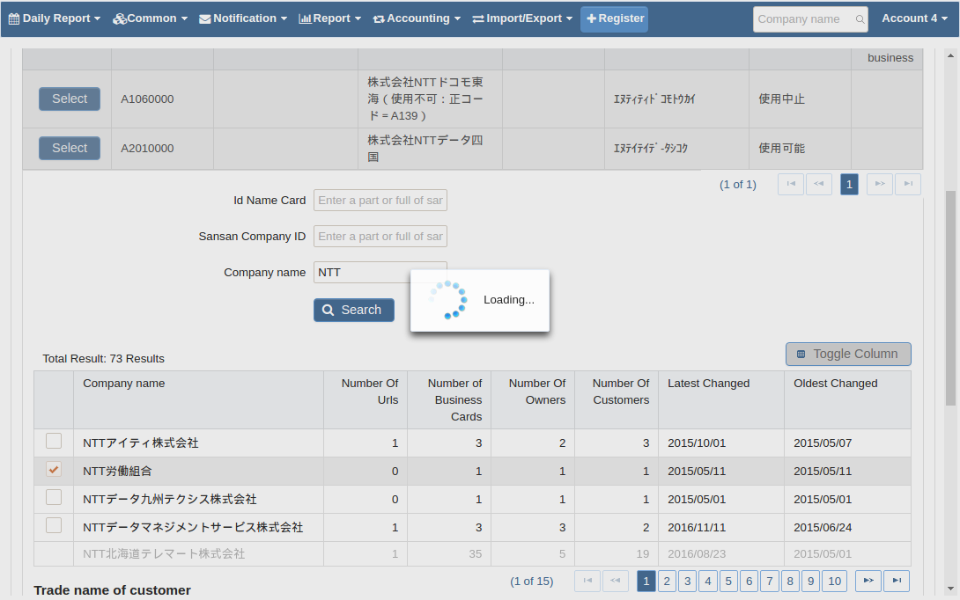 Daily Report Common Notification Report Accounting Import/Export Register Company name Account 4
business
Select A1060000 株式会社NTTドコモ東海（使用不可：正コード＝A139） ｴﾇﾃｨﾃｨﾄﾞｺﾓﾄｳｶｲ 使用中止
Select A2010000 株式会社NTTデータ四国 ｴﾇﾃｲﾃｲﾃﾞ-ﾀｼｺｸ 使用可能
(1 of 1) 1
Id Name Card Enter a part or full of sar
Sansan Company ID Enter a part or full of sar
Company name NTT
Loading...
Search
Total Result: 73 Results Toggle Column
Company name Number Of Urls Number of Business Cards Number Of Owners Number Of Customers Latest Changed Oldest Changed
NTTアイティ株式会社 1 3 2 3 2015/10/01 2015/05/07
NTT労働組合 0 1 1 1 2015/05/11 2015/05/11
NTTデータ九州テクシス株式会社 0 1 1 1 2015/05/01 2015/05/01
NTTデータマネジメントサービス株式会社 1 3 3 2 2016/11/11 2015/06/24
NTT北海道テレマート株式会社 1 35 5 19 2016/08/23 2015/05/01
(1 of 15) 1 2 3 4 5 6 7 8 9 10
Trade name of customer